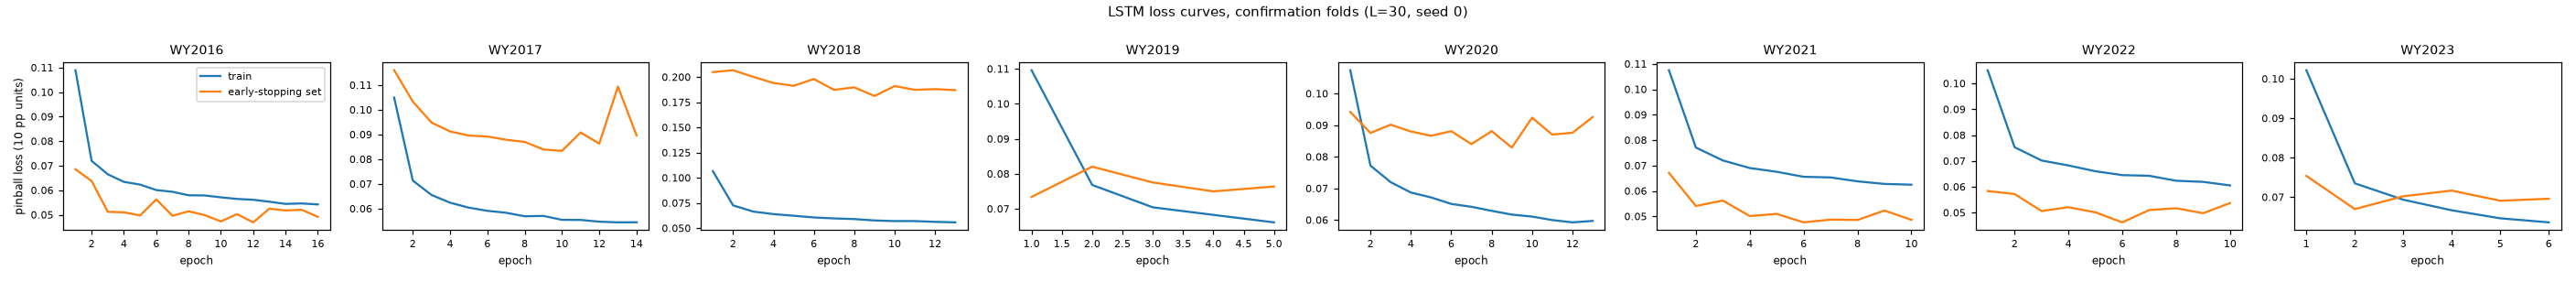 LSTM loss curves, confirmation folds (L=30, seed 0)
WY2016
pinball loss (10 pp units)
0.11
0.10
0.09
0.08
0.07
0.06
0.05
train
early-stopping set
2 4 6 8 10 12 14 16
epoch
WY2017
0.11
0.10
0.09
0.08
0.07
0.06
2 4 6 8 10 12 14
epoch
WY2018
0.200
0.175
0.150
0.125
0.100
0.075
0.050
2 4 6 8 10 12
epoch
WY2019
0.11
0.10
0.09
0.08
0.07
1.0 1.5 2.0 2.5 3.0 3.5 4.0 4.5 5.0
epoch
WY2020
0.10
0.09
0.08
0.07
0.06
2 4 6 8 10 12
epoch
WY2021
0.11
0.10
0.09
0.08
0.07
0.06
0.05
2 4 6 8 10
epoch
WY2022
0.10
0.09
0.08
0.07
0.06
0.05
2 4 6 8 10
epoch
WY2023
0.10
0.09
0.08
0.07
1 2 3 4 5 6
epoch